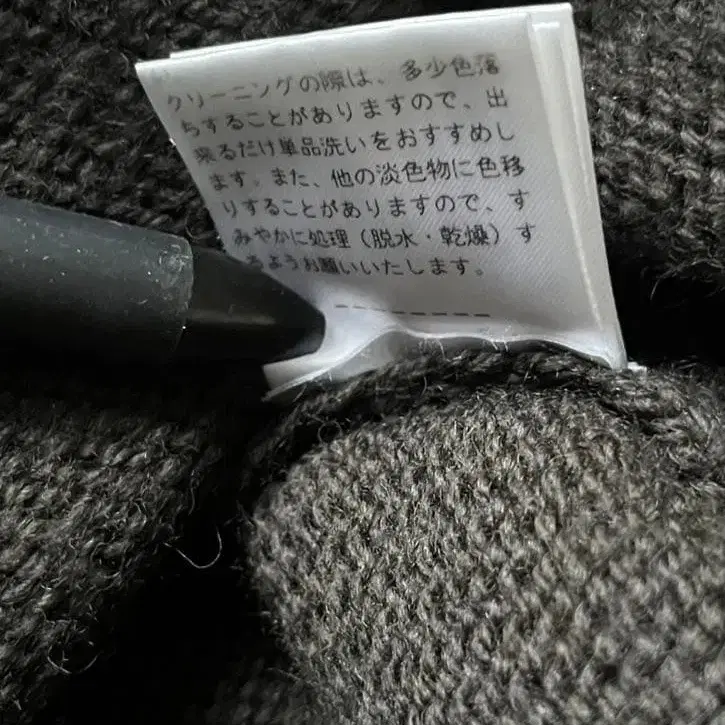 クリーニングの際は、多少色落
ちすることがありますので、出
来るだけ単品洗いをおすすめし
ます。また、他の淡色物に色移
りすることがありますので、す
みやかに処理（脱水・乾燥）す
るようお願いいたします。